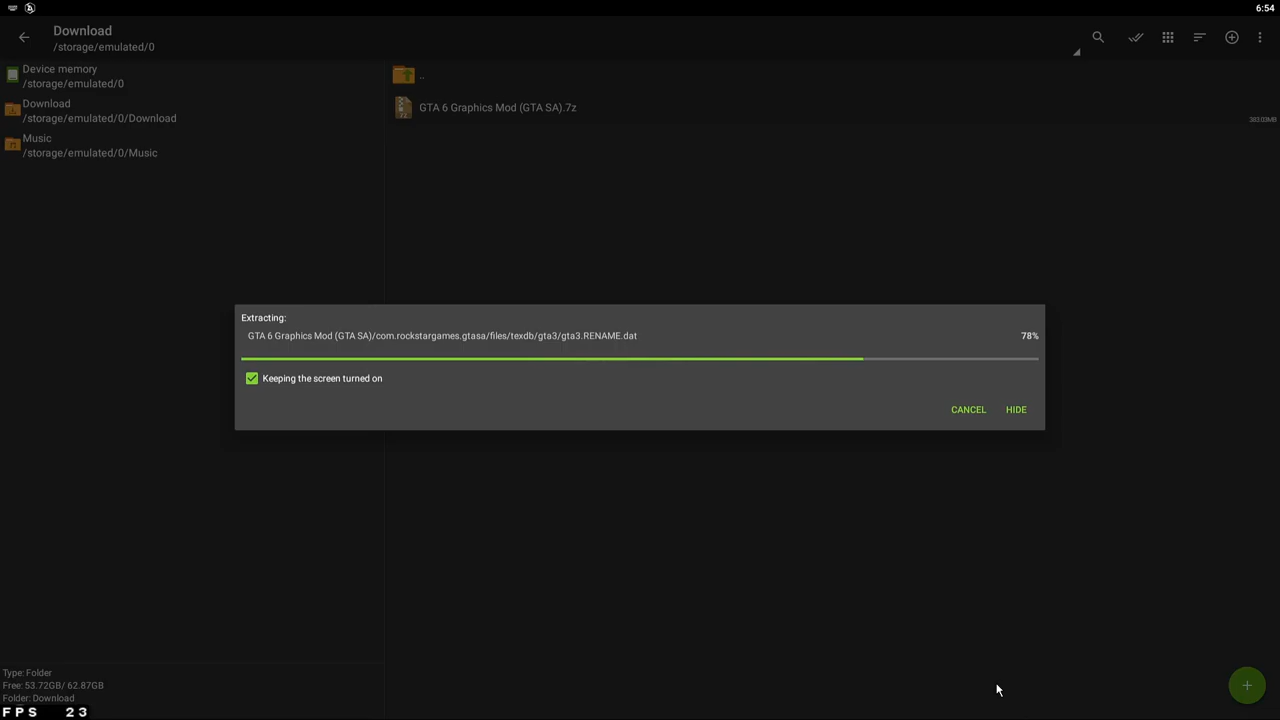 6:54
Download
/storage/emulated/0
Device memory
/storage/emulated/0
Download
/storage/emulated/0/Download
Music
/storage/emulated/0/Music
..
GTA 6 Graphics Mod (GTA SA).7z
Extracting:
GTA 6 Graphics Mod (GTA SA)/com.rockstargames.gtasa/files/texdb/gta3/gta3.RENAME.dat
78%
Keeping the screen turned on
CANCEL HIDE
Type: Folder
Free: 53.72GB/ 62.87GB
Folder: Download
FPS 23